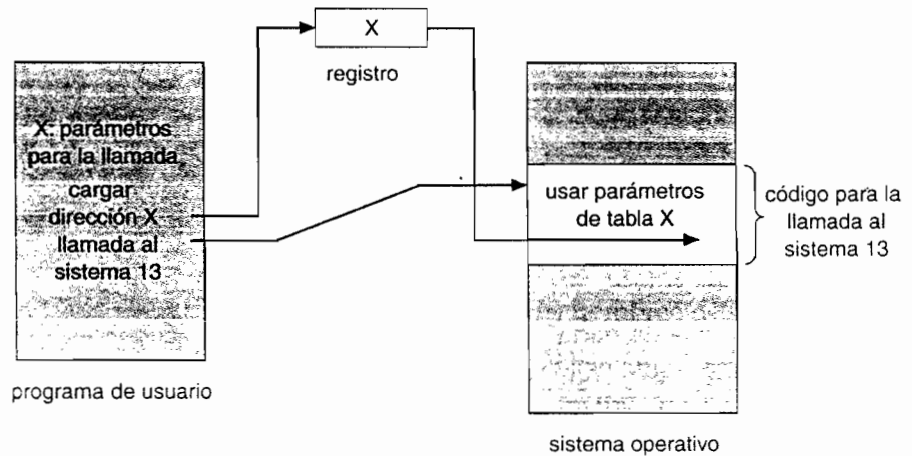 X
registro
X: parámetros
para la llamada
cargar
dirección X
llamada al
sistema 13
programa de usuario
usar parámetros
de tabla X
código para la
llamada al
sistema 13
sistema operativo